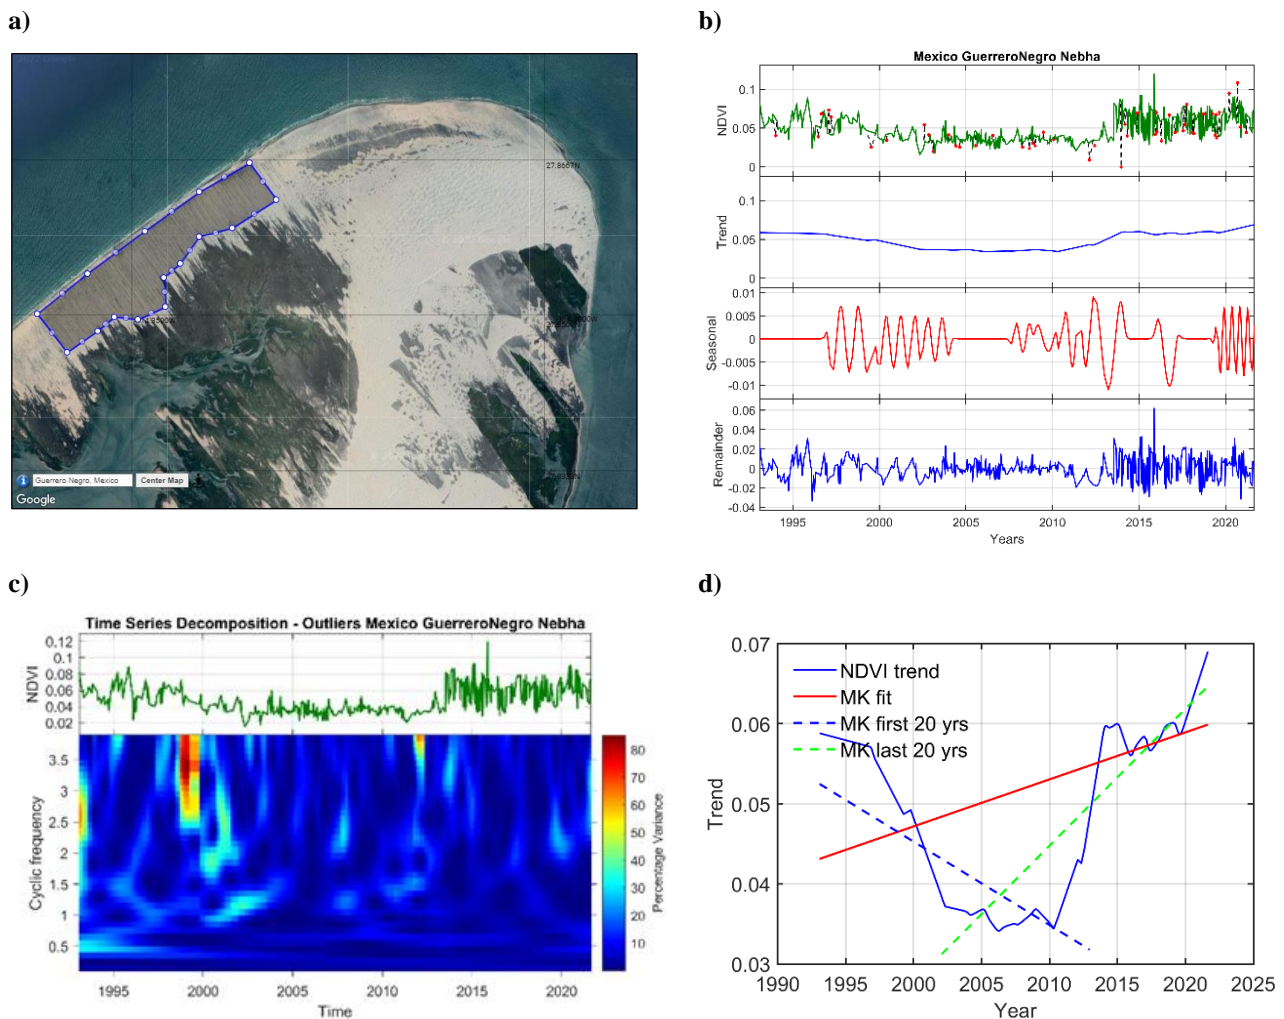 a)
27.8667N
Guerrero Negro, Mexico
Center Map
Google
b)
Mexico GuerreroNegro Nebha
NDVI
0.1
0.05
0
Trend
0.1
0.05
0
Seasonal
0.01
0.005
-0.005
-0.01
Remainder
0.06
0.04
0.02
0
-0.02
-0.04
1995 2000 2005 2010 2015 2020
Years
c)
Time Series Decomposition - Outliers Mexico GuerreroNegro Nebha
NDVI
0.12
0.1
0.08
0.06
0.04
0.02
Cyclic frequency
3.5
3
2.5
2
1.5
1
0.5
1995 2000 2005 2010 2015 2020
Time
80
70
60
50
40
30
20
10
Percentage Variance
d)
0.07
0.06
0.05
0.04
0.03
Trend
NDVI trend
MK fit
MK first 20 yrs
MK last 20 yrs
1990 1995 2000 2005 2010 2015 2020 2025
Year